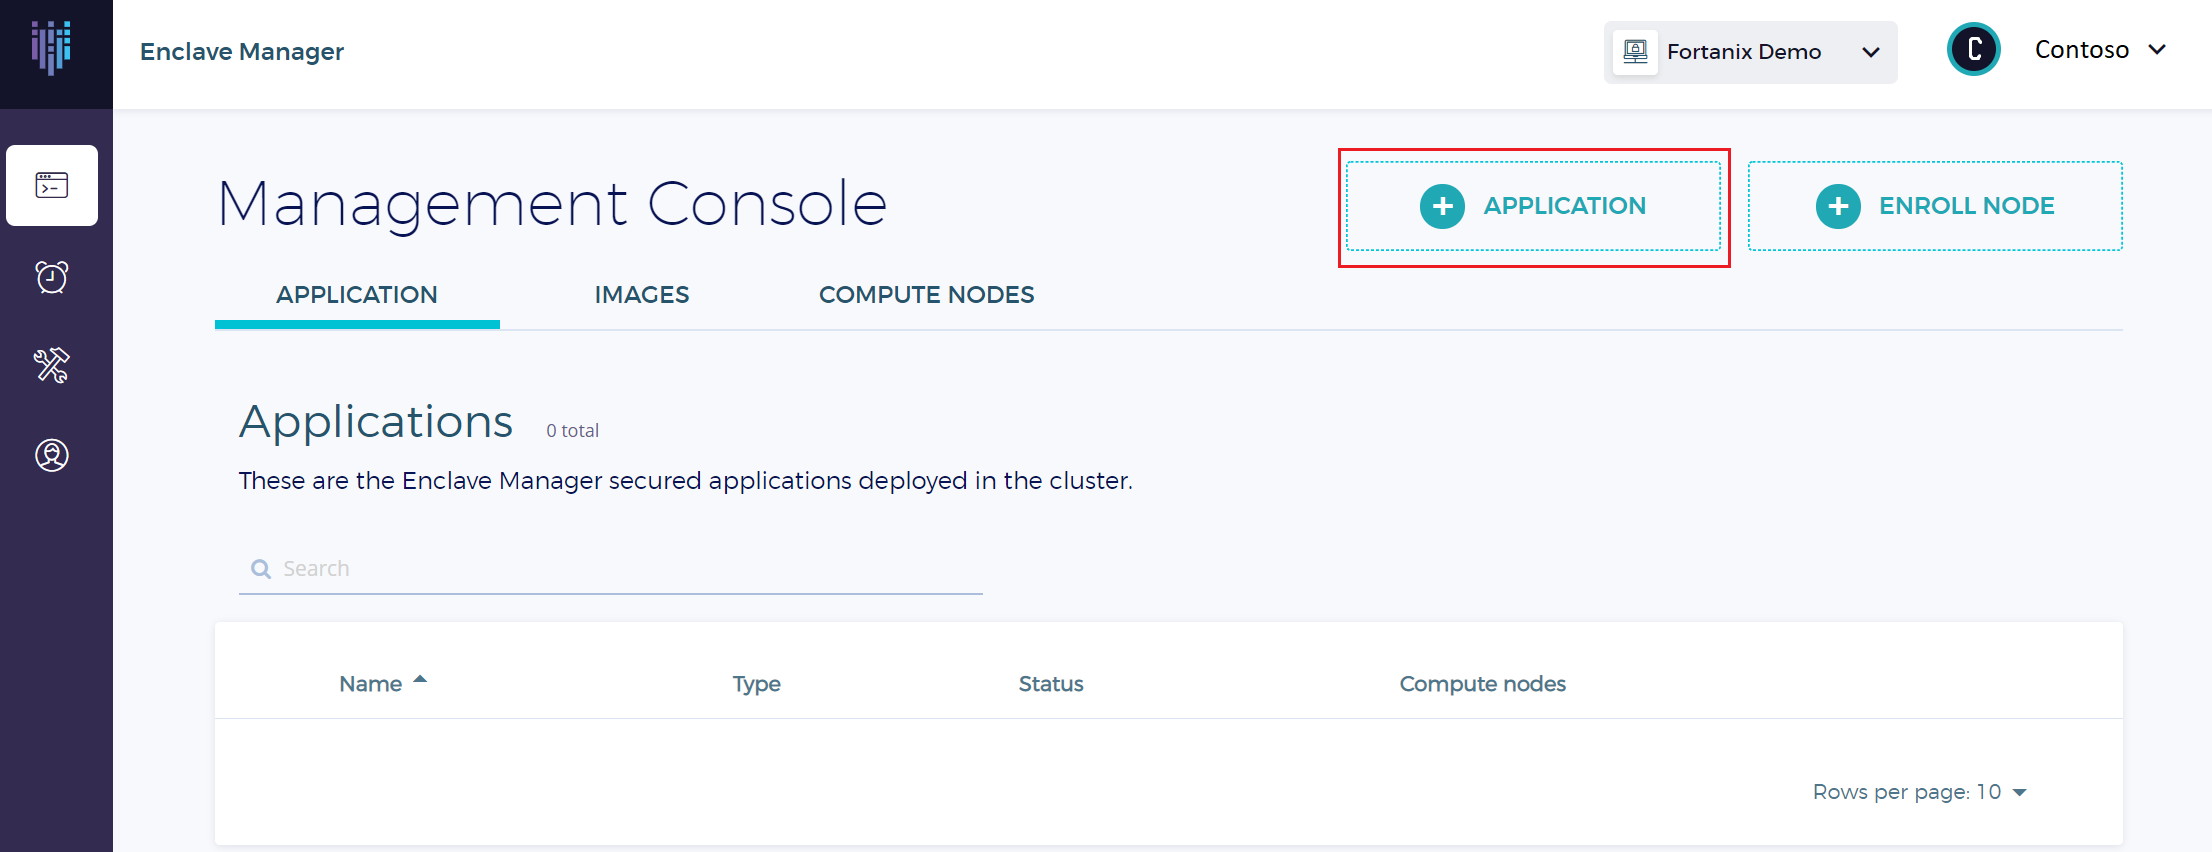 Enclave Manager
Fortanix Demo
C
Contoso
Management Console
+ APPLICATION
+ ENROLL NODE
APPLICATION
IMAGES
COMPUTE NODES
Applications
0 total
These are the Enclave Manager secured applications deployed in the cluster.
Search
Name
Type
Status
Compute nodes
Rows per page: 10